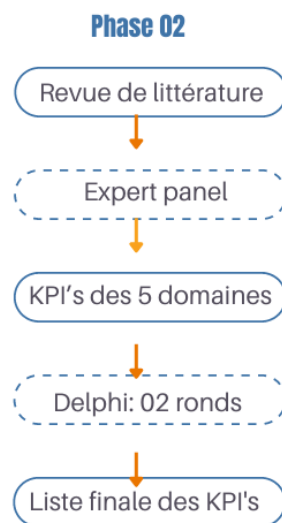 Phase 02
Revue de littérature
Expert panel
KPI’s des 5 domaines
Delphi: 02 ronds
Liste finale des KPI's